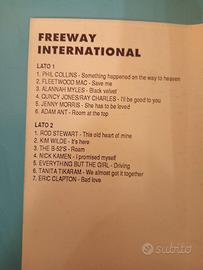 FREEWAY
INTERNATIONAL
LATO 1
1. PHIL COLLINS - Something happened on the way to heaven
2. FLEETWOOD MAC - Save me
3. ALANNAH MYLES - Black velvet
4. QUINCY JONES/RAY CHARLES - I'll be good to you
5. JENNY MORRIS - She has to be loved
6. ADAM ANT - Room at the top
LATO 2
1. ROD STEWART - This old heart of mine
2. KIM WILDE - It's here
3. THE B-52'S - Roam
4. NICK KAMEN - I promised myself
5. EVERYTHING BUT THE GIRL - Driving
6. TANITA TIKARAM - We almost got it together
7. ERIC CLAPTON - Bad love
subito